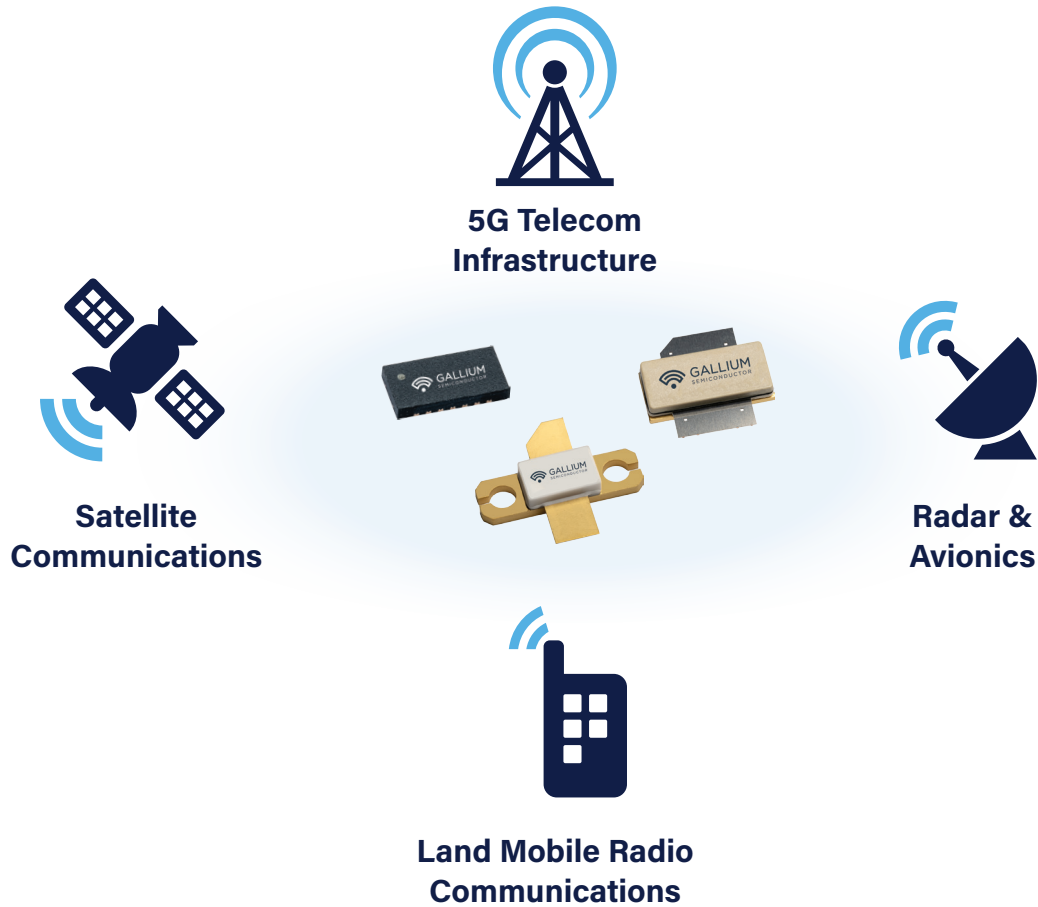 5G Telecom
Infrastructure
GALLIUM
SEMICONDUCTOR
GALLIUM
SEMICONDUCTOR
GALLIUM
SEMICONDUCTOR
Satellite
Communications
Radar &
Avionics
Land Mobile Radio
Communications